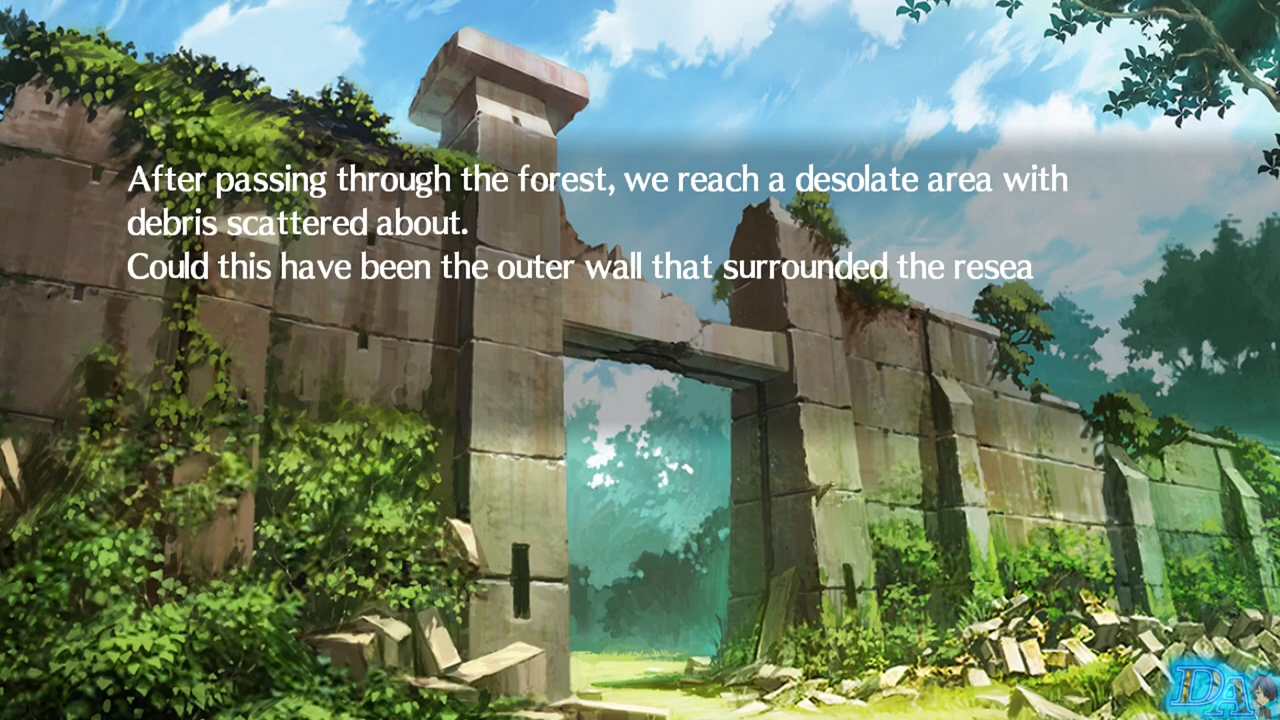 After passing through the forest, we reach a desolate area with
debris scattered about.
Could this have been the outer wall that surrounded the resea
DA